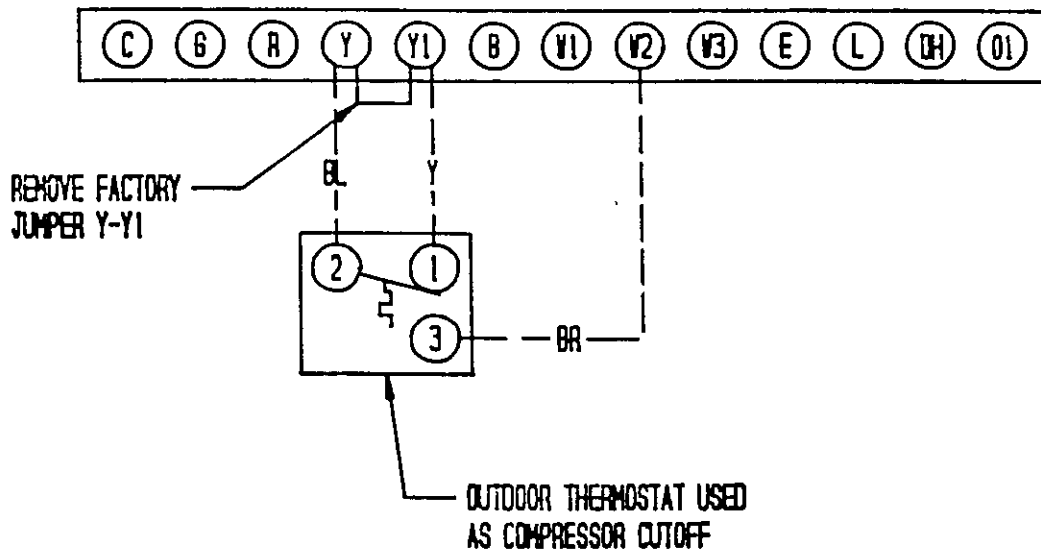 C G R Y Y1 B W1 W2 W3 E L DH O1
REMOVE FACTORY
JUMPER Y-Y1
BL Y
2 1
3 BR
OUTDOOR THERMOSTAT USED
AS COMPRESSOR CUTOFF